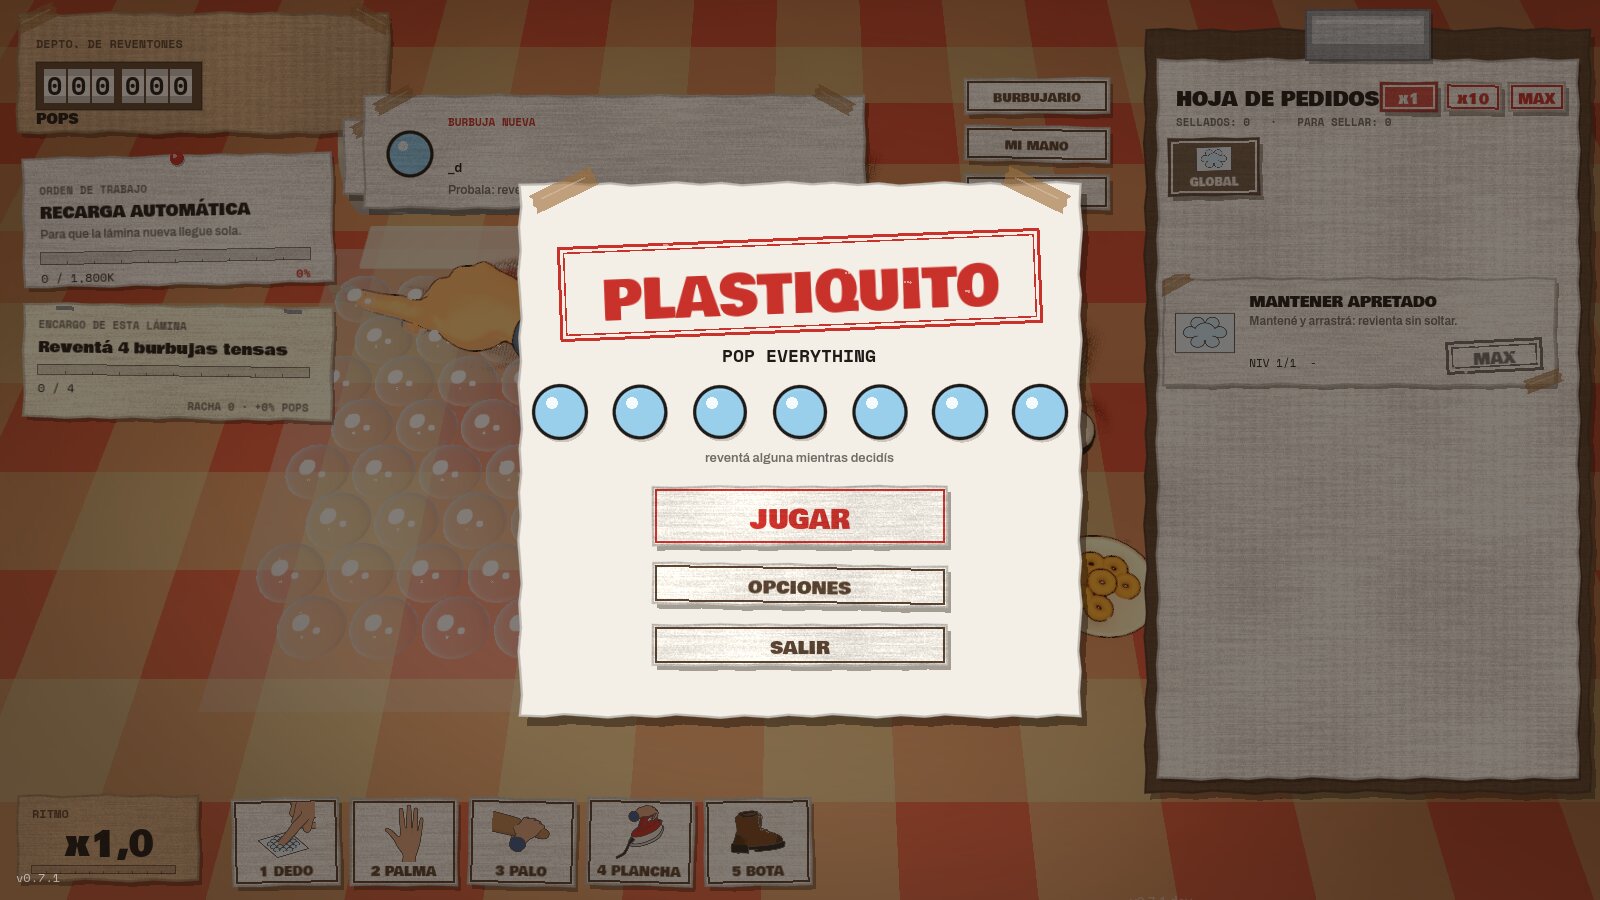 DEPTO. DE REVENTONES
000 000
POPS
ORDEN DE TRABAJO
RECARGA AUTOMÁTICA
Para que la lámina nueva llegue sola.
0 / 1.800K
0%
ENCARGO DE ESTA LÁMINA
Reventá 4 burbujas tensas
0 / 4
RACHA 0 · +0% POPS
BURBUJA NUEVA
_d
Probala: reve
BURBUJARIO
MI MANO
PLASTIQUITO
POP EVERYTHING
reventá alguna mientras decidís
JUGAR
OPCIONES
SALIR
HOJA DE PEDIDOS
x1
x10
MAX
SELLADOS: 0 · PARA SELLAR: 0
GLOBAL
MANTENER APRETADO
Mantené y arrastrá: revienta sin soltar.
NIV 1/1 -
MAX
RITMO
x1,0
v0.7.1
1 DEDO
2 PALMA
3 PALO
4 PLANCHA
5 BOTA